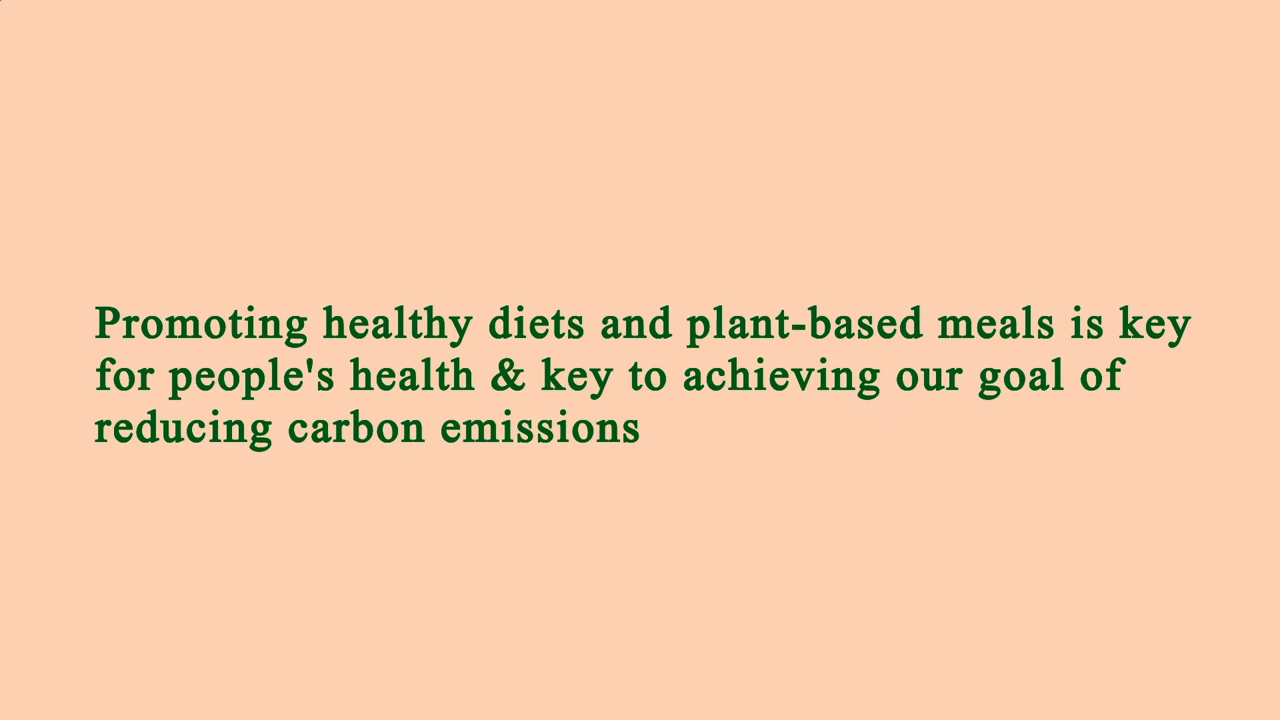 Promoting healthy diets and plant-based meals is key
for people's health & key to achieving our goal of
reducing carbon emissions